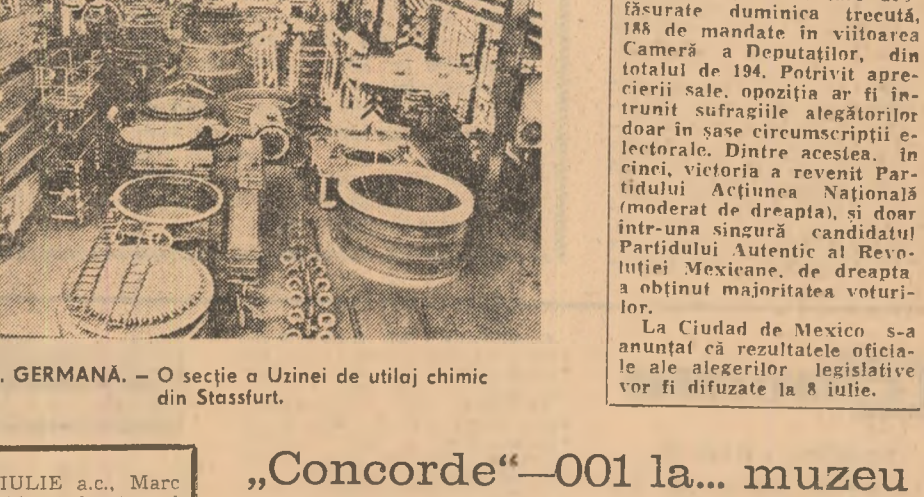 făsurate duminica trecută,
188 de mandate în viitoarea
Cameră a Deputaților, din
totalul de 194. Potrivit apre-
cierii sale, opoziția ar fi în-
trunit sufragiile alegătorilor
doar în șase circumscripții e-
lectorale. Dintre acestea, în
cinci, victoria a revenit Par-
tidului Acțiunea Națională
(moderat de dreapta), și doar
într-una singură candidatul
Partidului Autentic al Revo-
luției Mexicane, de dreapta
a obținut majoritatea voturi-
lor.
La Ciudad de Mexico s-a
anunțat că rezultatele oficia-
le ale alegerilor legislative
vor fi difuzate la 8 iulie.
. GERMANĂ. — O secție a Uzinei de utilaj chimic
din Stassfurt.
IULIE a.c., Marc
„Concorde“—001 la... muzeu